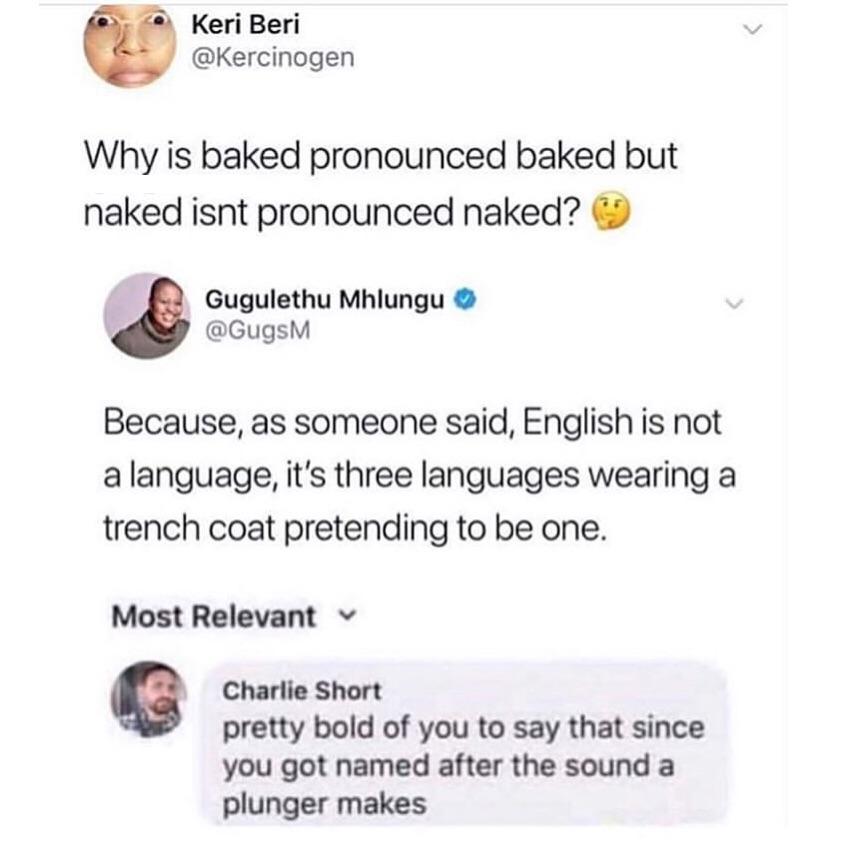 Keri Beri
@Kercinogen
Why is baked pronounced baked but
naked isnt pronounced naked? 🤔
Gugulethu Mhlungu
@GugsM
Because, as someone said, English is not
a language, it's three languages wearing a
trench coat pretending to be one.
Most Relevant
Charlie Short
pretty bold of you to say that since
you got named after the sound a
plunger makes